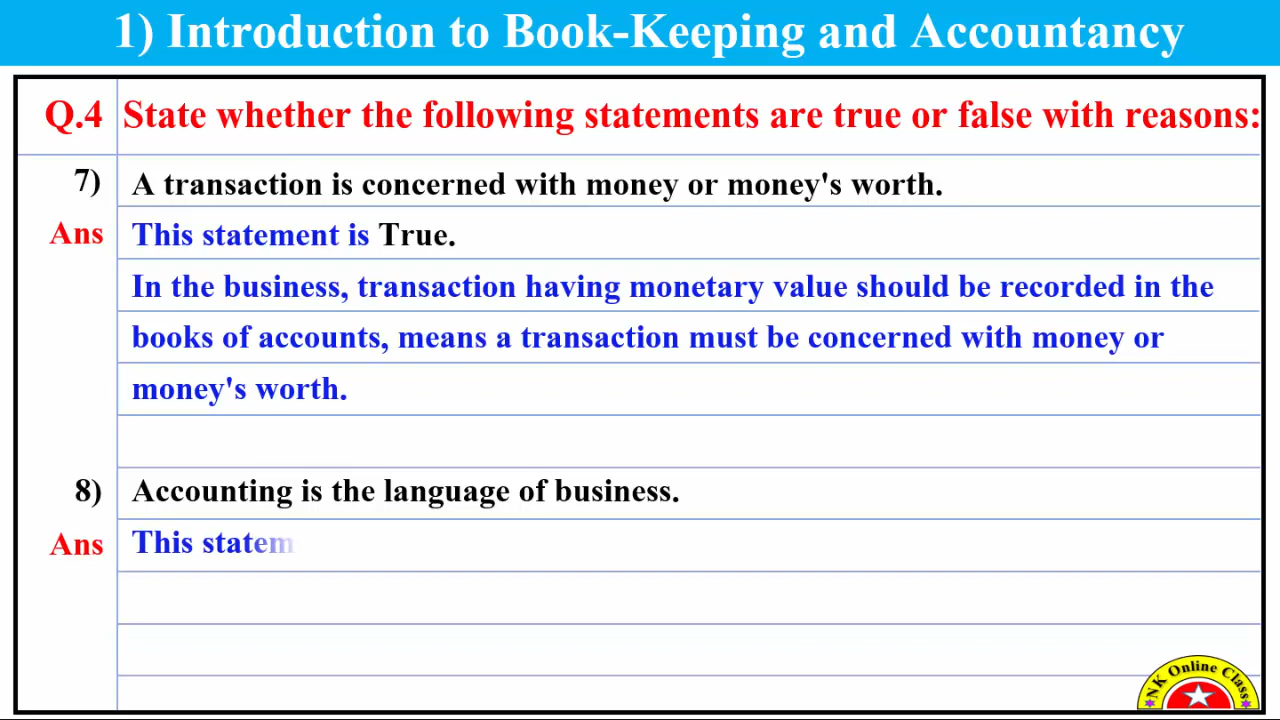 1) Introduction to Book-Keeping and Accountancy
Q.4 State whether the following statements are true or false with reasons:
7) A transaction is concerned with money or money's worth.
Ans This statement is True.
In the business, transaction having monetary value should be recorded in the
books of accounts, means a transaction must be concerned with money or
money's worth.
8) Accounting is the language of business.
Ans This statem
NK Online Class